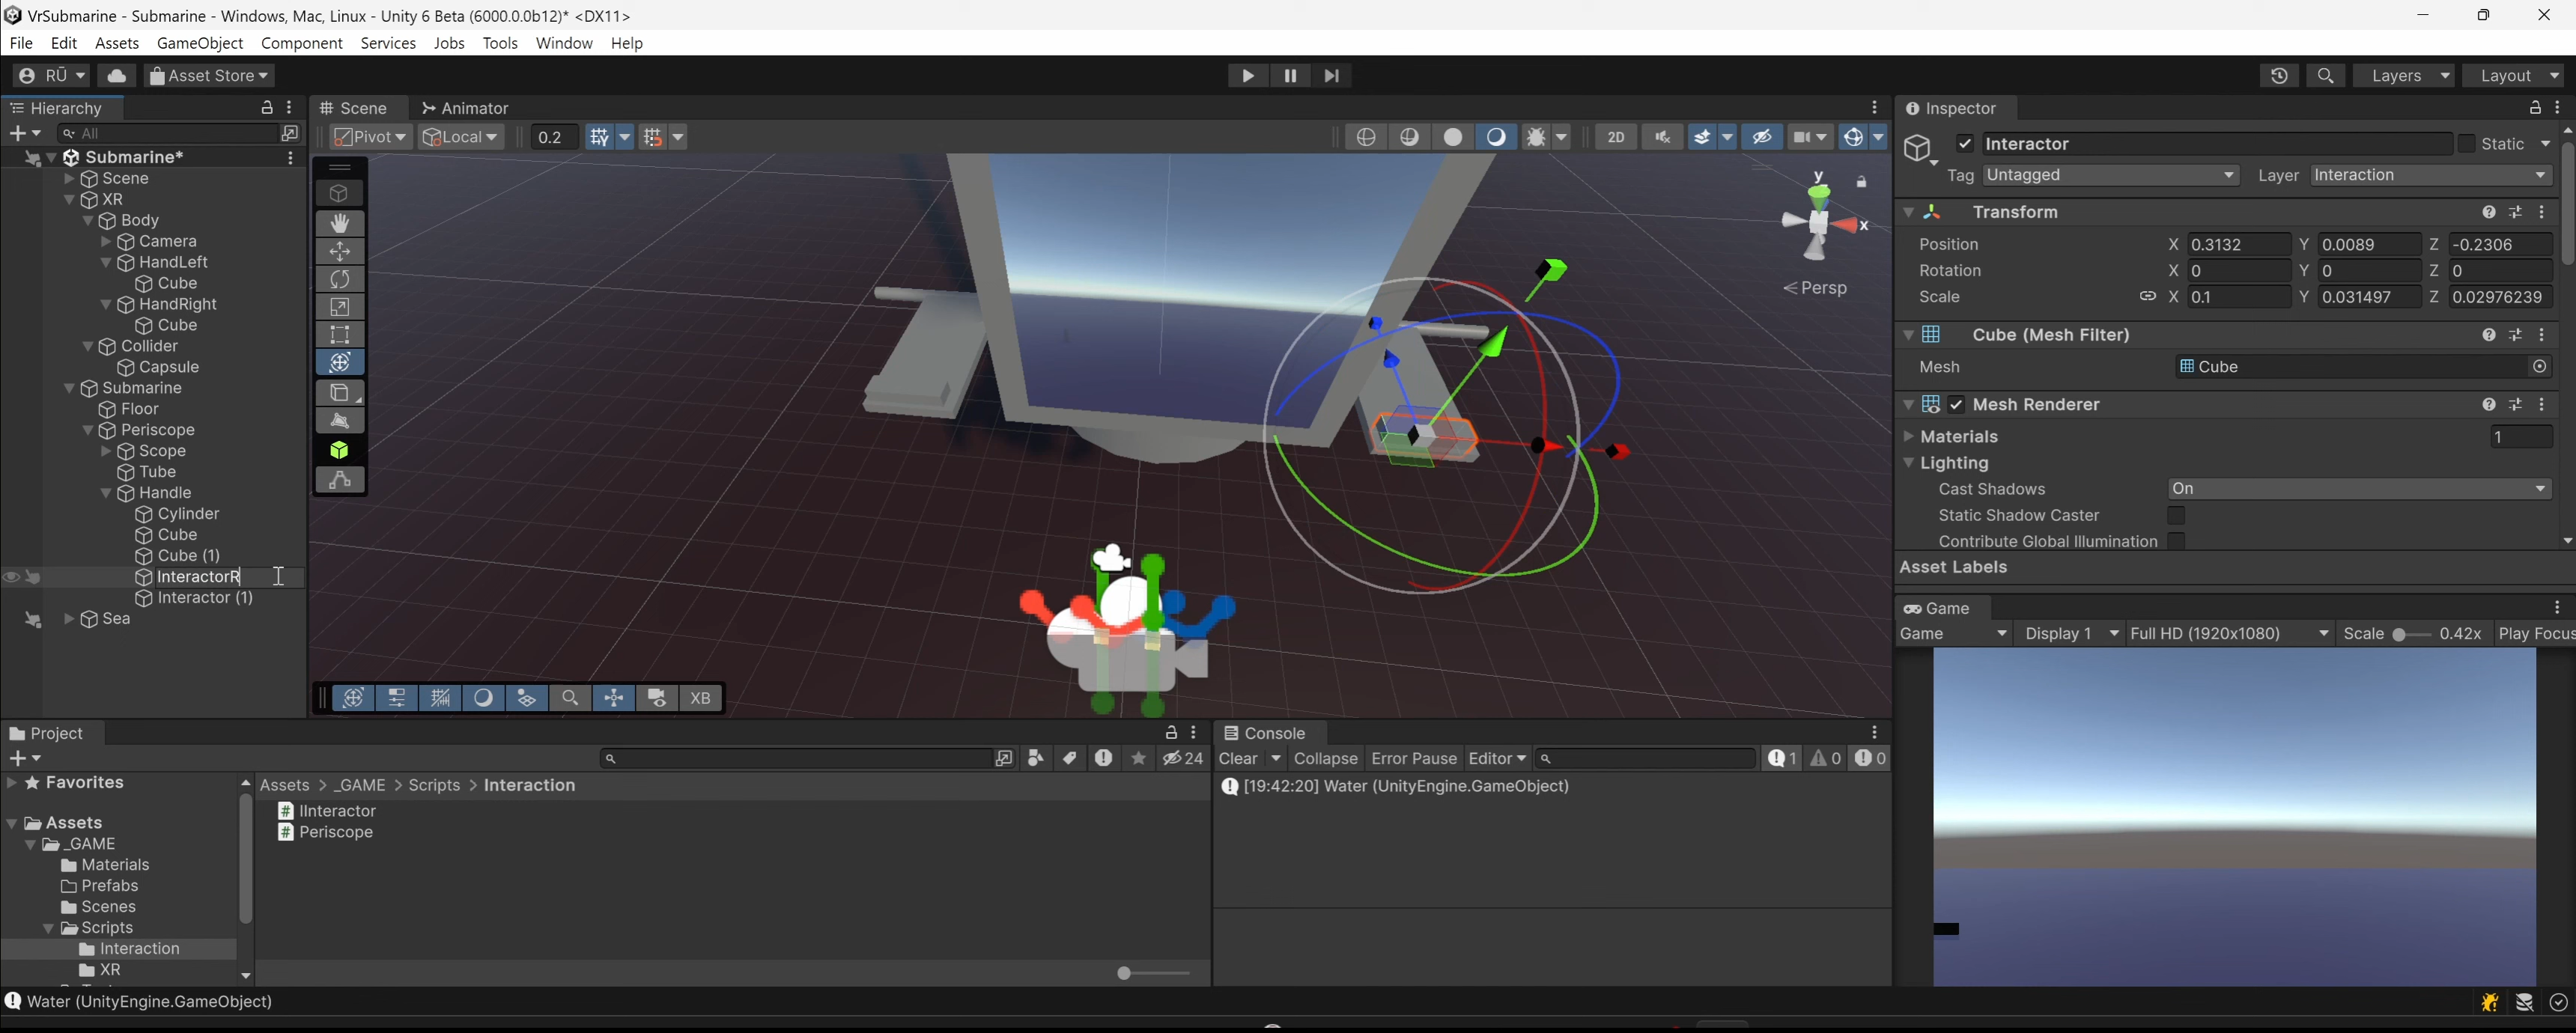 VrSubmarine - Submarine - Windows, Mac, Linux - Unity 6 Beta (6000.0.0b12)* <DX11>
File Edit Assets GameObject Component Services Jobs Tools Window Help
RŪ Asset Store Layers Layout
Hierarchy
All
Submarine*
Scene
XR
Body
Camera
HandLeft
Cube
HandRight
Cube
Collider
Capsule
Submarine
Floor
Periscope
Scope
Tube
Handle
Cylinder
Cube
Cube (1)
InteractorR
Interactor (1)
Sea
Scene Animator
Pivot Local 0.2 2D
y
x
Persp
XB
Inspector
Interactor Static
Tag Untagged Layer Interaction
Transform
Position X 0.3132 Y 0.0089 Z -0.2306
Rotation X 0 Y 0 Z 0
Scale X 0.1 Y 0.031497 Z 0.02976239
Cube (Mesh Filter)
Mesh Cube
Mesh Renderer
Materials 1
Lighting
Cast Shadows On
Static Shadow Caster
Contribute Global Illumination
Asset Labels
Game
Game Display 1 Full HD (1920x1080) Scale 0.42x Play Focus
Project
24
Favorites
Assets
_GAME
Materials
Prefabs
Scenes
Scripts
Interaction
XR
Assets > _GAME > Scripts > Interaction
IInteractor
Periscope
Console
Clear Collapse Error Pause Editor 1 0 0
[19:42:20] Water (UnityEngine.GameObject)
Water (UnityEngine.GameObject)